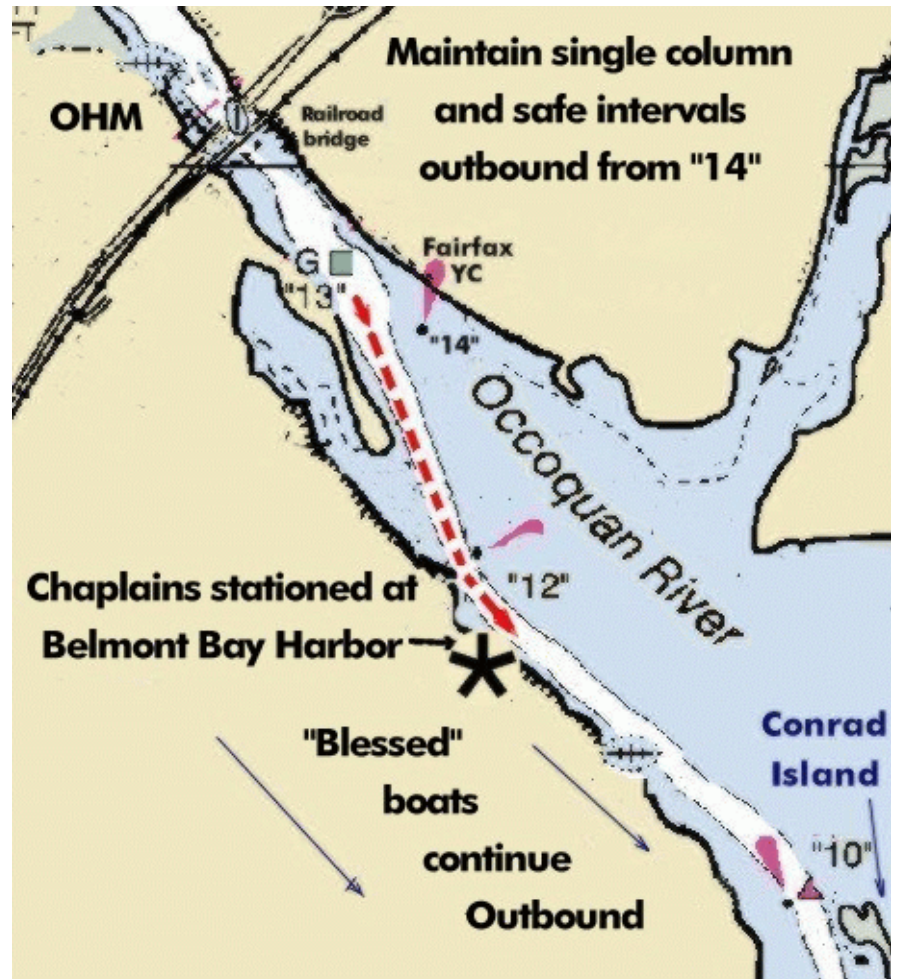 Maintain single column
and safe intervals
outbound from "14"
OHM
Railroad
bridge
Fairfax
YC
G
"13"
"14"
Occoquan River
"12"
Chaplains stationed at
Belmont Bay Harbor
"Blessed"
boats
continue
Outbound
Conrad
Island
"10"